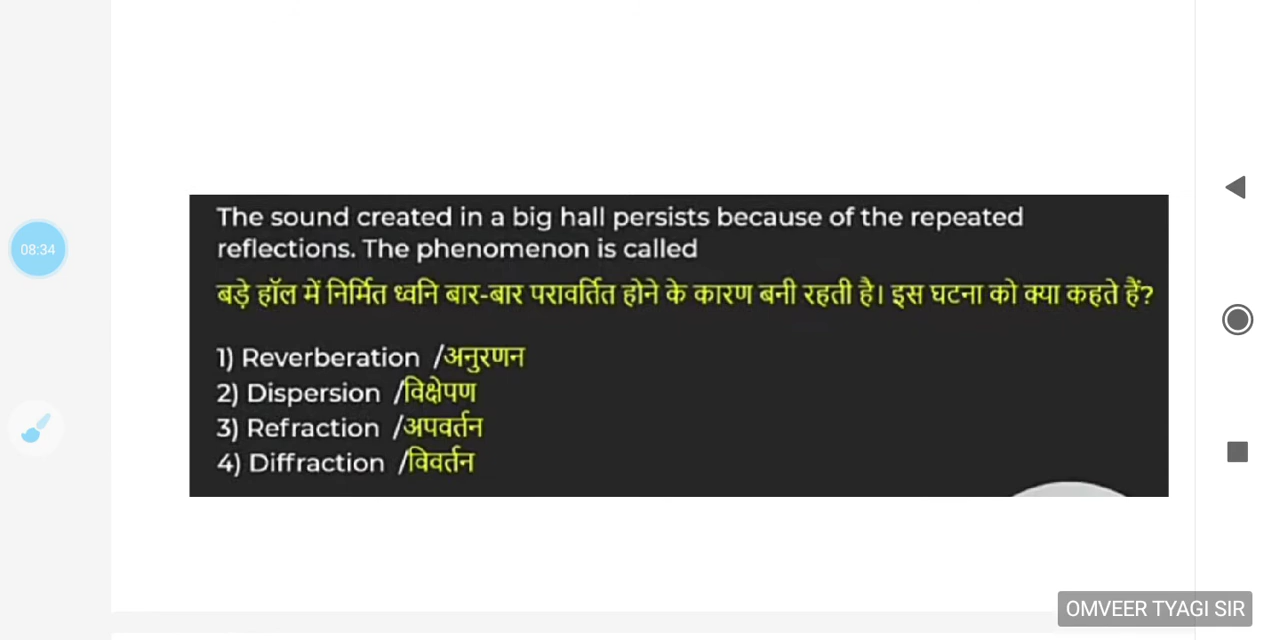 The sound created in a big hall persists because of the repeated
reflections. The phenomenon is called
बड़े हॉल में निर्मित ध्वनि बार-बार परावर्तित होने के कारण बनी रहती है। इस घटना को क्या कहते हैं?
1) Reverberation /अनुरणन
2) Dispersion /विक्षेपण
3) Refraction /अपवर्तन
4) Diffraction /विवर्तन
08:34
OMVEER TYAGI SIR